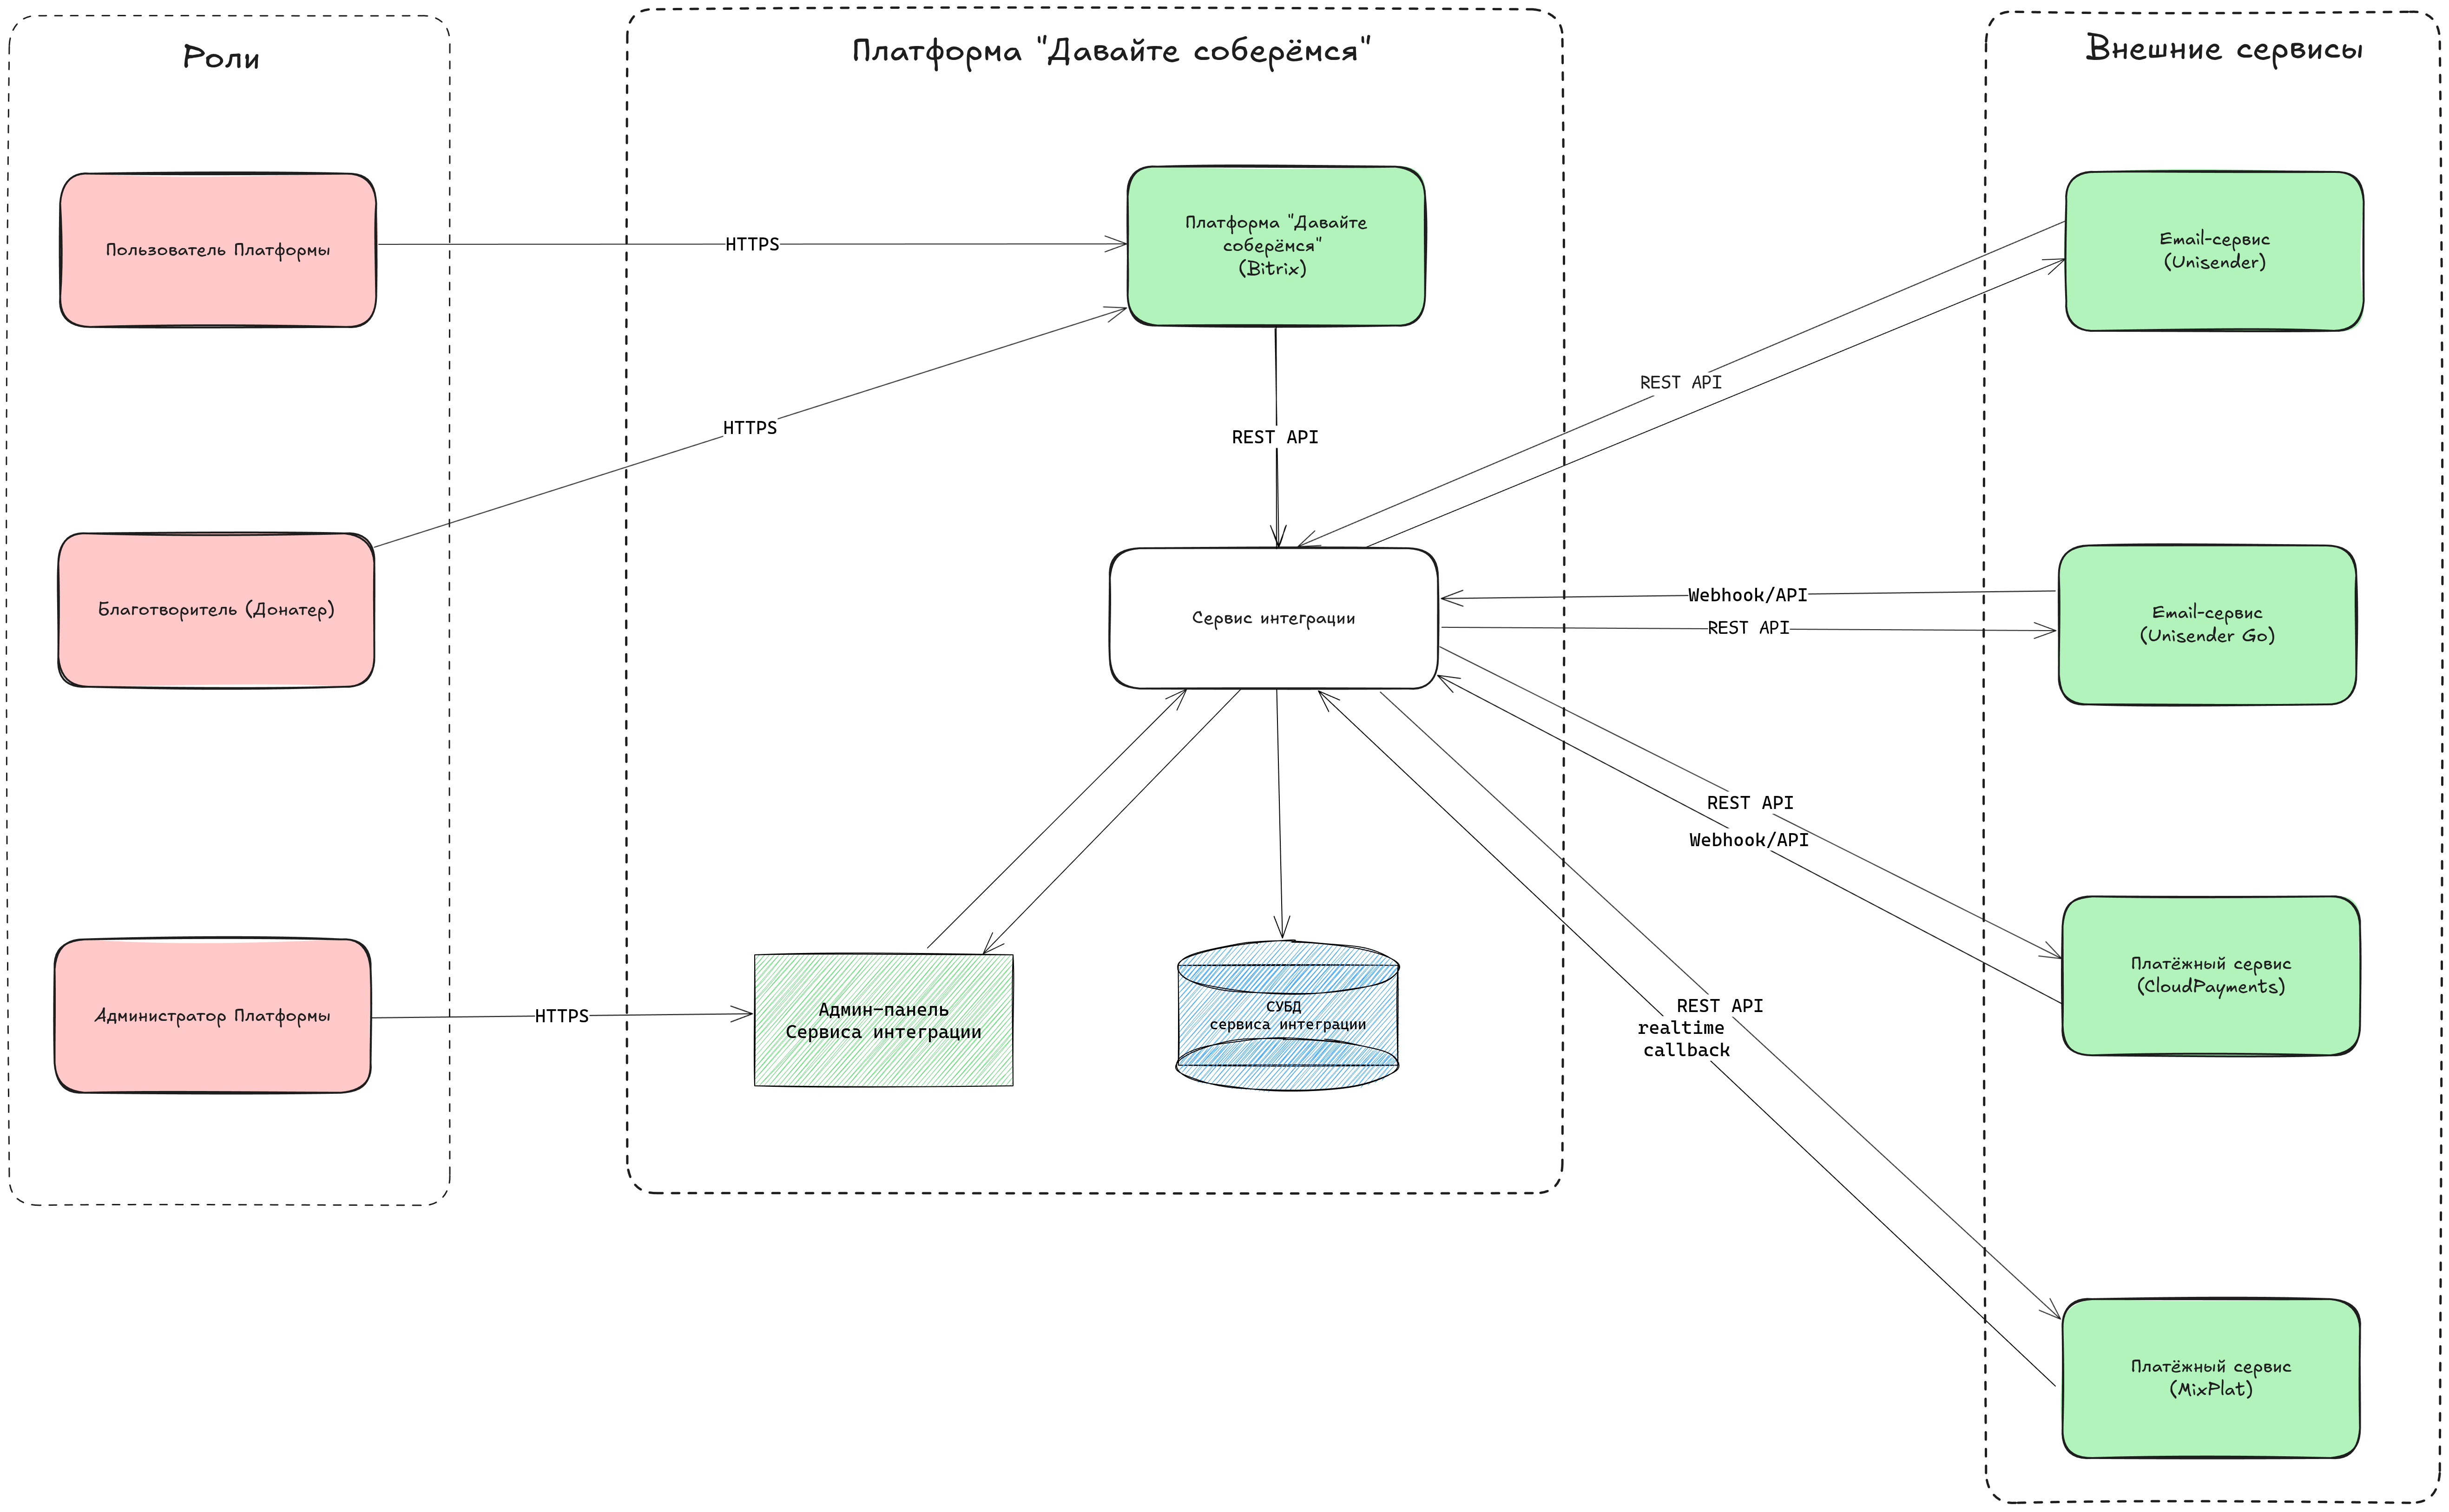 Роли
Платформа "Давайте соберёмся"
Внешние сервисы
Пользователь Платформы
HTTPS
Платформа "Давайте
соберёмся"
(Bitrix)
Email-сервис
(Unisender)
REST API
HTTPS
REST API
Благотворитель (Донатер)
Сервис интеграции
Webhook/API
REST API
Email-сервис
(Unisender Go)
REST API
Webhook/API
Платёжный сервис
(CloudPayments)
Администратор Платформы
HTTPS
Админ-панель
Сервиса интеграции
СУБД
сервиса интеграции
REST API
realtime
callback
Платёжный сервис
(MixPlat)